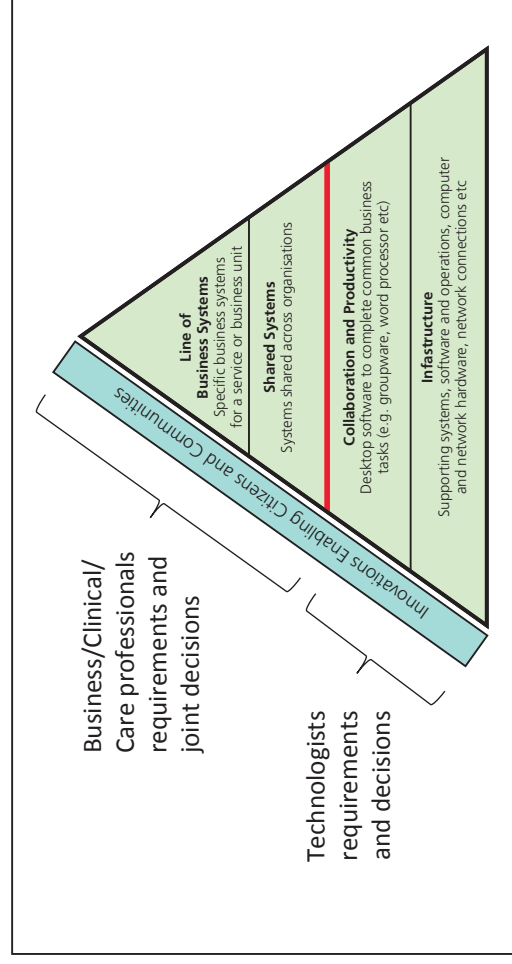 Business/Clinical/
Care professionals
requirements and
joint decisions
Technologists
requirements
and decisions
Innovations Enabling Citizens and Communities
Line of
Business Systems
Specific business systems
for a service or business unit
Shared Systems
Systems shared across organisations
Collaboration and Productivity
Desktop software to complete common business
tasks (e.g. groupware, word processor etc)
Infastructure
Supporting systems, software and operations, computer
and network hardware, network connections etc